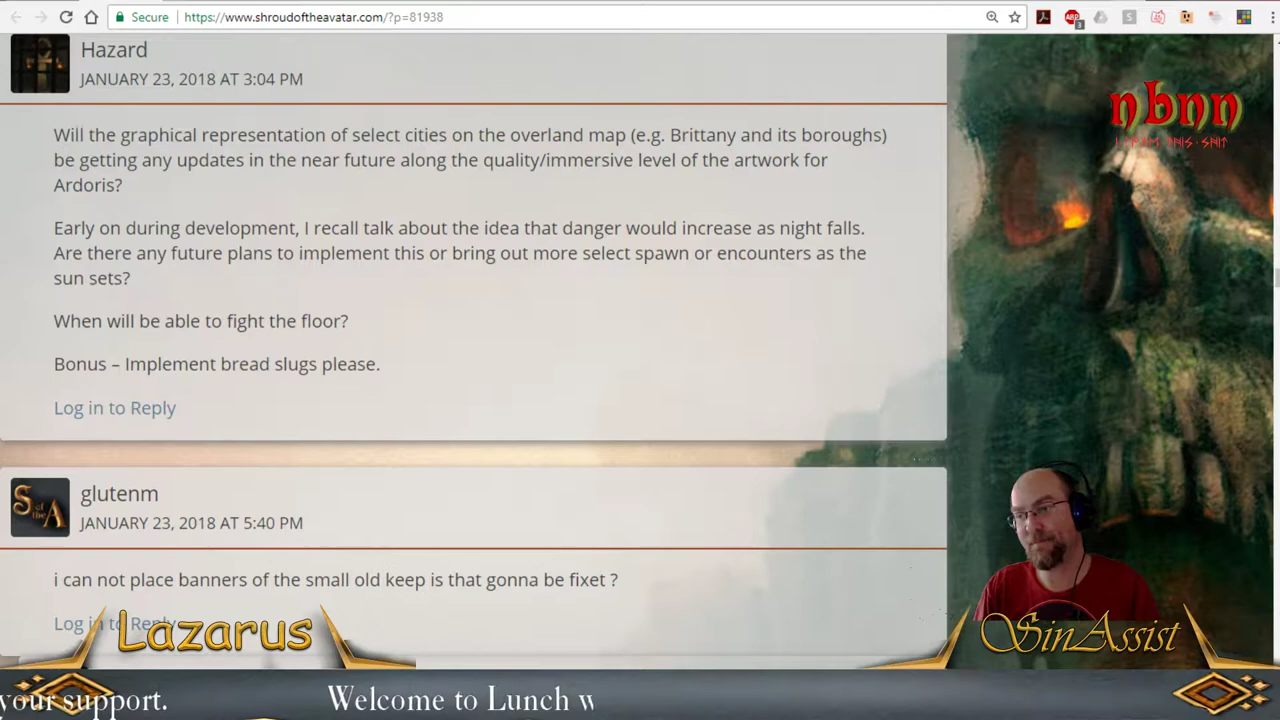 Secure
https://www.shroudoftheavatar.com/?p=81938
Hazard
JANUARY 23, 2018 AT 3:04 PM
Will the graphical representation of select cities on the overland map (e.g. Brittany and its boroughs)
be getting any updates in the near future along the quality/immersive level of the artwork for
Ardoris?
Early on during development, I recall talk about the idea that danger would increase as night falls.
Are there any future plans to implement this or bring out more select spawn or encounters as the
sun sets?
When will be able to fight the floor?
Bonus – Implement bread slugs please.
Log in to Reply
nbnn
S of the A
glutenm
JANUARY 23, 2018 AT 5:40 PM
i can not place banners of the small old keep is that gonna be fixet ?
Log in to Reply
Lazarus
SinAssist
your support.
Welcome to Lunch w